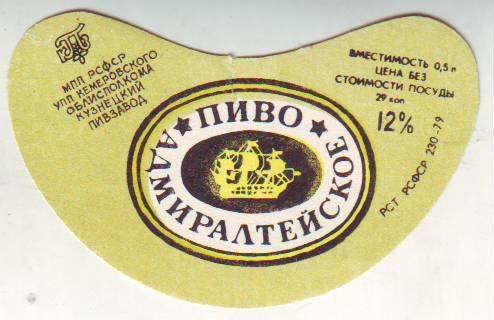 МПП РСФСР
УПП КЕМЕРОВСКОГО
ОБЛИСПОЛКОМА
КУЗНЕЦКИЙ
ПИВЗАВОД
ПИВО
АДМИРАЛТЕЙСКОЕ
ВМЕСТИМОСТЬ 0,5 л
ЦЕНА БЕЗ
СТОИМОСТИ ПОСУДЫ
29 коп
12%
РСТ РСФСР 230-79